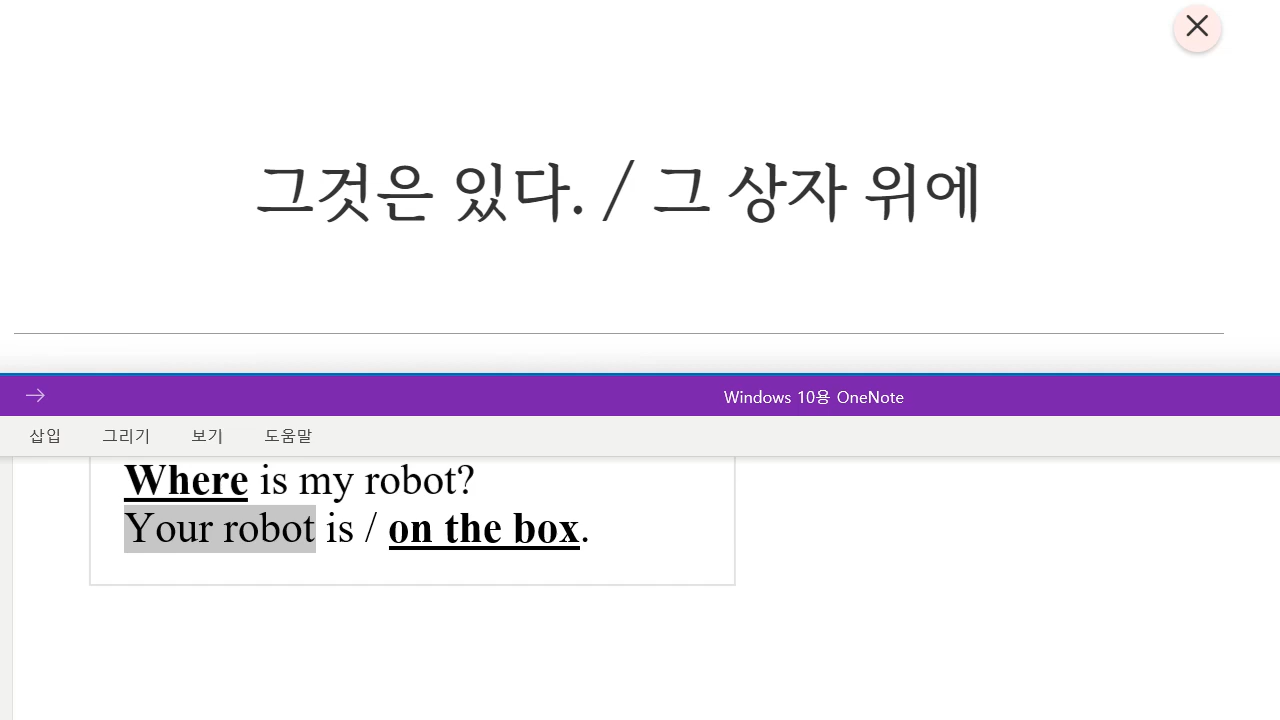 그것은 있다. / 그 상자 위에
Windows 10용 OneNote
삽입 그리기 보기 도움말
Where is my robot?
Your robot is / on the box.